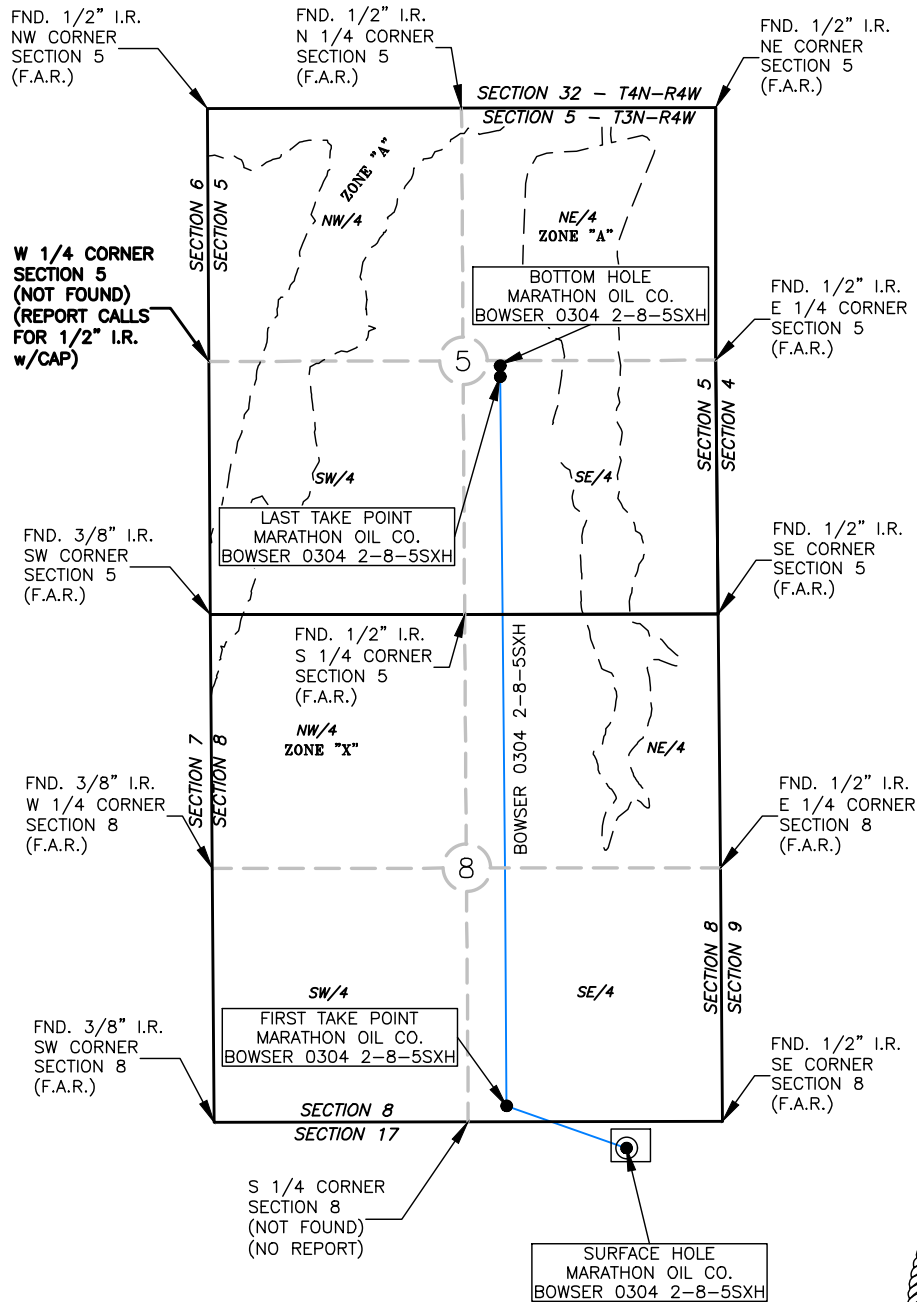 FND. 1/2" I.R.
NW CORNER
SECTION 5
(F.A.R.)
FND. 1/2" I.R.
N 1/4 CORNER
SECTION 5
(F.A.R.)
FND. 1/2" I.R.
NE CORNER
SECTION 5
(F.A.R.)
SECTION 32 - T4N-R4W
SECTION 5 - T3N-R4W
SECTION 6
SECTION 5
ZONE "A"
NW/4
NE/4
ZONE "A"
W 1/4 CORNER
SECTION 5
(NOT FOUND)
(REPORT CALLS
FOR 1/2" I.R.
w/CAP)
BOTTOM HOLE
MARATHON OIL CO.
BOWSER 0304 2-8-5SXH
FND. 1/2" I.R.
E 1/4 CORNER
SECTION 5
(F.A.R.)
5
SECTION 5
SECTION 4
SW/4
SE/4
LAST TAKE POINT
MARATHON OIL CO.
BOWSER 0304 2-8-5SXH
FND. 3/8" I.R.
SW CORNER
SECTION 5
(F.A.R.)
FND. 1/2" I.R.
SE CORNER
SECTION 5
(F.A.R.)
FND. 1/2" I.R.
S 1/4 CORNER
SECTION 5
(F.A.R.)
BOWSER 0304 2-8-5SXH
NW/4
ZONE "X"
NE/4
SECTION 7
SECTION 8
FND. 3/8" I.R.
W 1/4 CORNER
SECTION 8
(F.A.R.)
FND. 1/2" I.R.
E 1/4 CORNER
SECTION 8
(F.A.R.)
8
SECTION 8
SECTION 9
SW/4
SE/4
FIRST TAKE POINT
MARATHON OIL CO.
BOWSER 0304 2-8-5SXH
FND. 3/8" I.R.
SW CORNER
SECTION 8
(F.A.R.)
FND. 1/2" I.R.
SE CORNER
SECTION 8
(F.A.R.)
SECTION 8
SECTION 17
S 1/4 CORNER
SECTION 8
(NOT FOUND)
(NO REPORT)
SURFACE HOLE
MARATHON OIL CO.
BOWSER 0304 2-8-5SXH